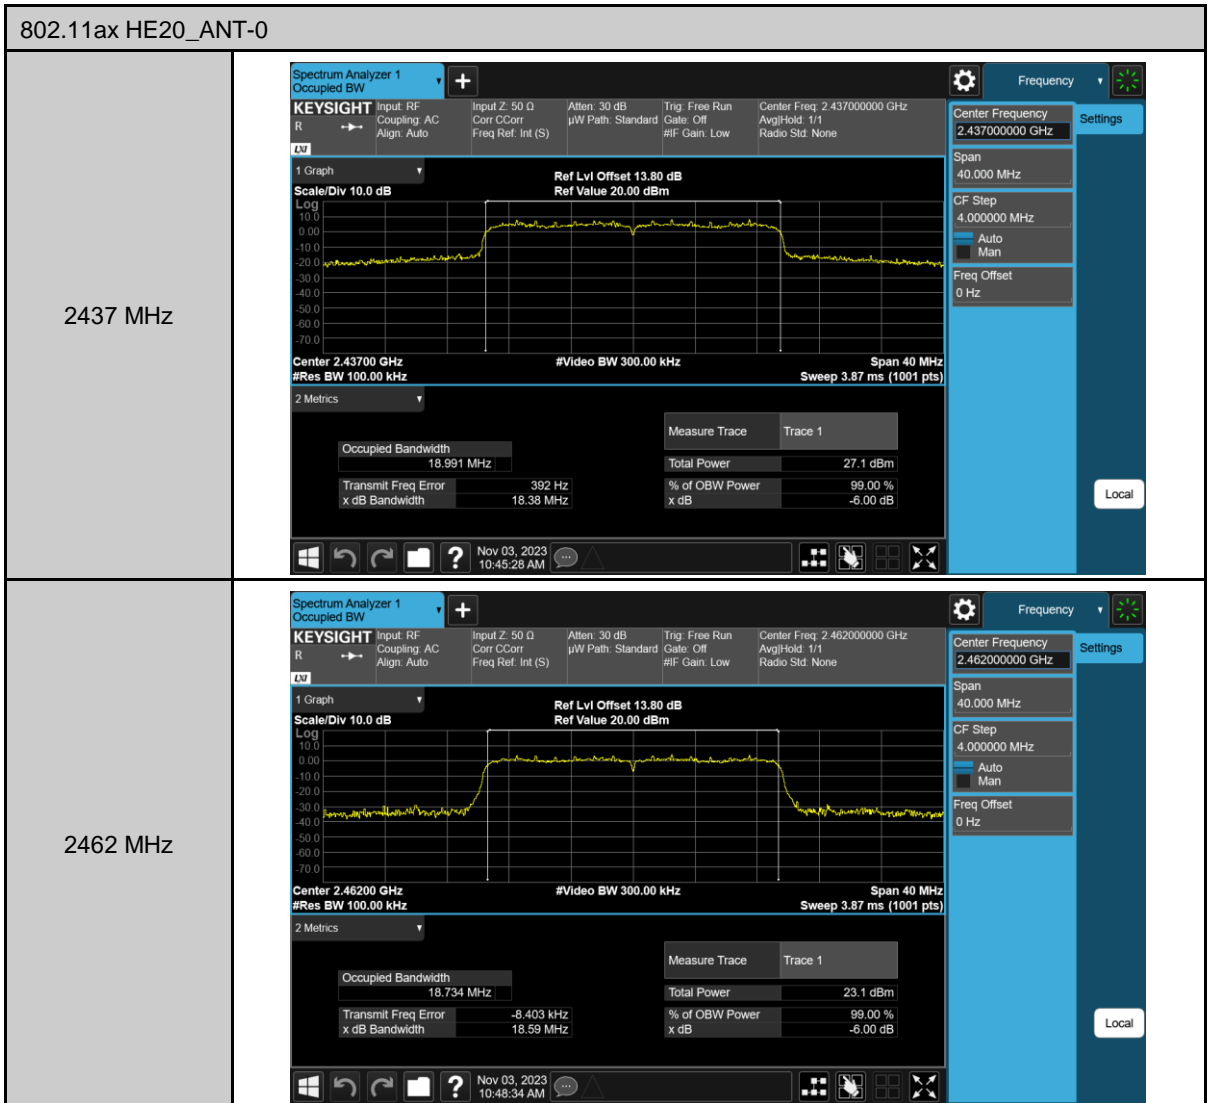 802.11ax HE20_ANT-0
2437 MHz
Spectrum Analyzer 1
Occupied BW
Frequency
KEYSIGHT
R
LXI
Input: RF
Coupling: AC
Align: Auto
Input Z: 50 Ω
Corr CCorr
Freq Ref: Int (S)
Atten: 30 dB
µW Path: Standard
Trig: Free Run
Gate: Off
#IF Gain: Low
Center Freq: 2.437000000 GHz
Avg|Hold: 1/1
Radio Std: None
Center Frequency
2.437000000 GHz
Settings
Span
40.000 MHz
CF Step
4.000000 MHz
Auto
Man
Freq Offset
0 Hz
Local
1 Graph
Scale/Div 10.0 dB
Ref Lvl Offset 13.80 dB
Ref Value 20.00 dBm
Log
10.0
0.00
-10.0
-20.0
-30.0
-40.0
-50.0
-60.0
-70.0
Center 2.43700 GHz
#Video BW 300.00 kHz
Span 40 MHz
#Res BW 100.00 kHz
Sweep 3.87 ms (1001 pts)
2 Metrics
Measure Trace Trace 1
Occupied Bandwidth
18.991 MHz
Total Power 27.1 dBm
Transmit Freq Error 392 Hz
% of OBW Power 99.00 %
x dB Bandwidth 18.38 MHz
x dB -6.00 dB
Nov 03, 2023
10:45:28 AM
2462 MHz
Spectrum Analyzer 1
Occupied BW
Frequency
KEYSIGHT
R
LXI
Input: RF
Coupling: AC
Align: Auto
Input Z: 50 Ω
Corr CCorr
Freq Ref: Int (S)
Atten: 30 dB
µW Path: Standard
Trig: Free Run
Gate: Off
#IF Gain: Low
Center Freq: 2.462000000 GHz
Avg|Hold: 1/1
Radio Std: None
Center Frequency
2.462000000 GHz
Settings
Span
40.000 MHz
CF Step
4.000000 MHz
Auto
Man
Freq Offset
0 Hz
Local
1 Graph
Scale/Div 10.0 dB
Ref Lvl Offset 13.80 dB
Ref Value 20.00 dBm
Log
10.0
0.00
-10.0
-20.0
-30.0
-40.0
-50.0
-60.0
-70.0
Center 2.46200 GHz
#Video BW 300.00 kHz
Span 40 MHz
#Res BW 100.00 kHz
Sweep 3.87 ms (1001 pts)
2 Metrics
Measure Trace Trace 1
Occupied Bandwidth
18.734 MHz
Total Power 23.1 dBm
Transmit Freq Error -8.403 kHz
% of OBW Power 99.00 %
x dB Bandwidth 18.59 MHz
x dB -6.00 dB
Nov 03, 2023
10:48:34 AM